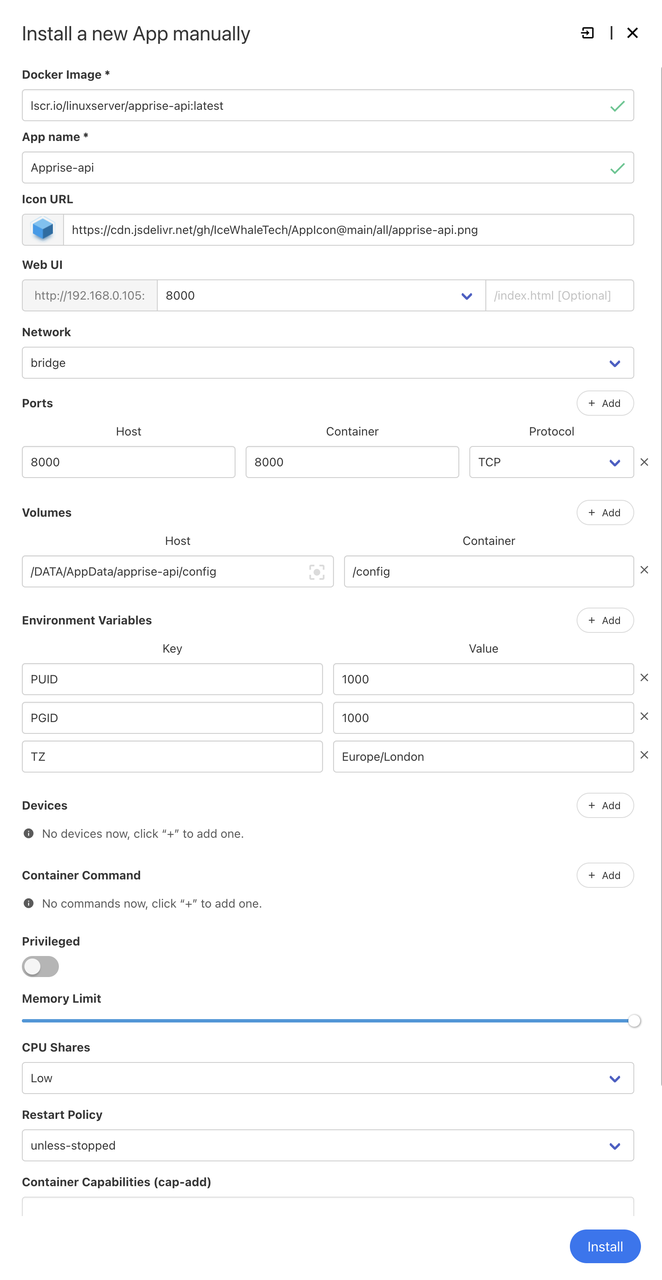 Install a new App manually
Docker Image *
lscr.io/linuxserver/apprise-api:latest
App name *
Apprise-api
Icon URL
https://cdn.jsdelivr.net/gh/IceWhaleTech/AppIcon@main/all/apprise-api.png
Web UI
http://192.168.0.105: 8000 /index.html [Optional]
Network
bridge
Ports + Add
Host Container Protocol
8000 8000 TCP
Volumes + Add
Host Container
/DATA/AppData/apprise-api/config /config
Environment Variables + Add
Key Value
PUID 1000
PGID 1000
TZ Europe/London
Devices + Add
No devices now, click “+” to add one.
Container Command + Add
No commands now, click “+” to add one.
Privileged
Memory Limit
CPU Shares
Low
Restart Policy
unless-stopped
Container Capabilities (cap-add)
Install